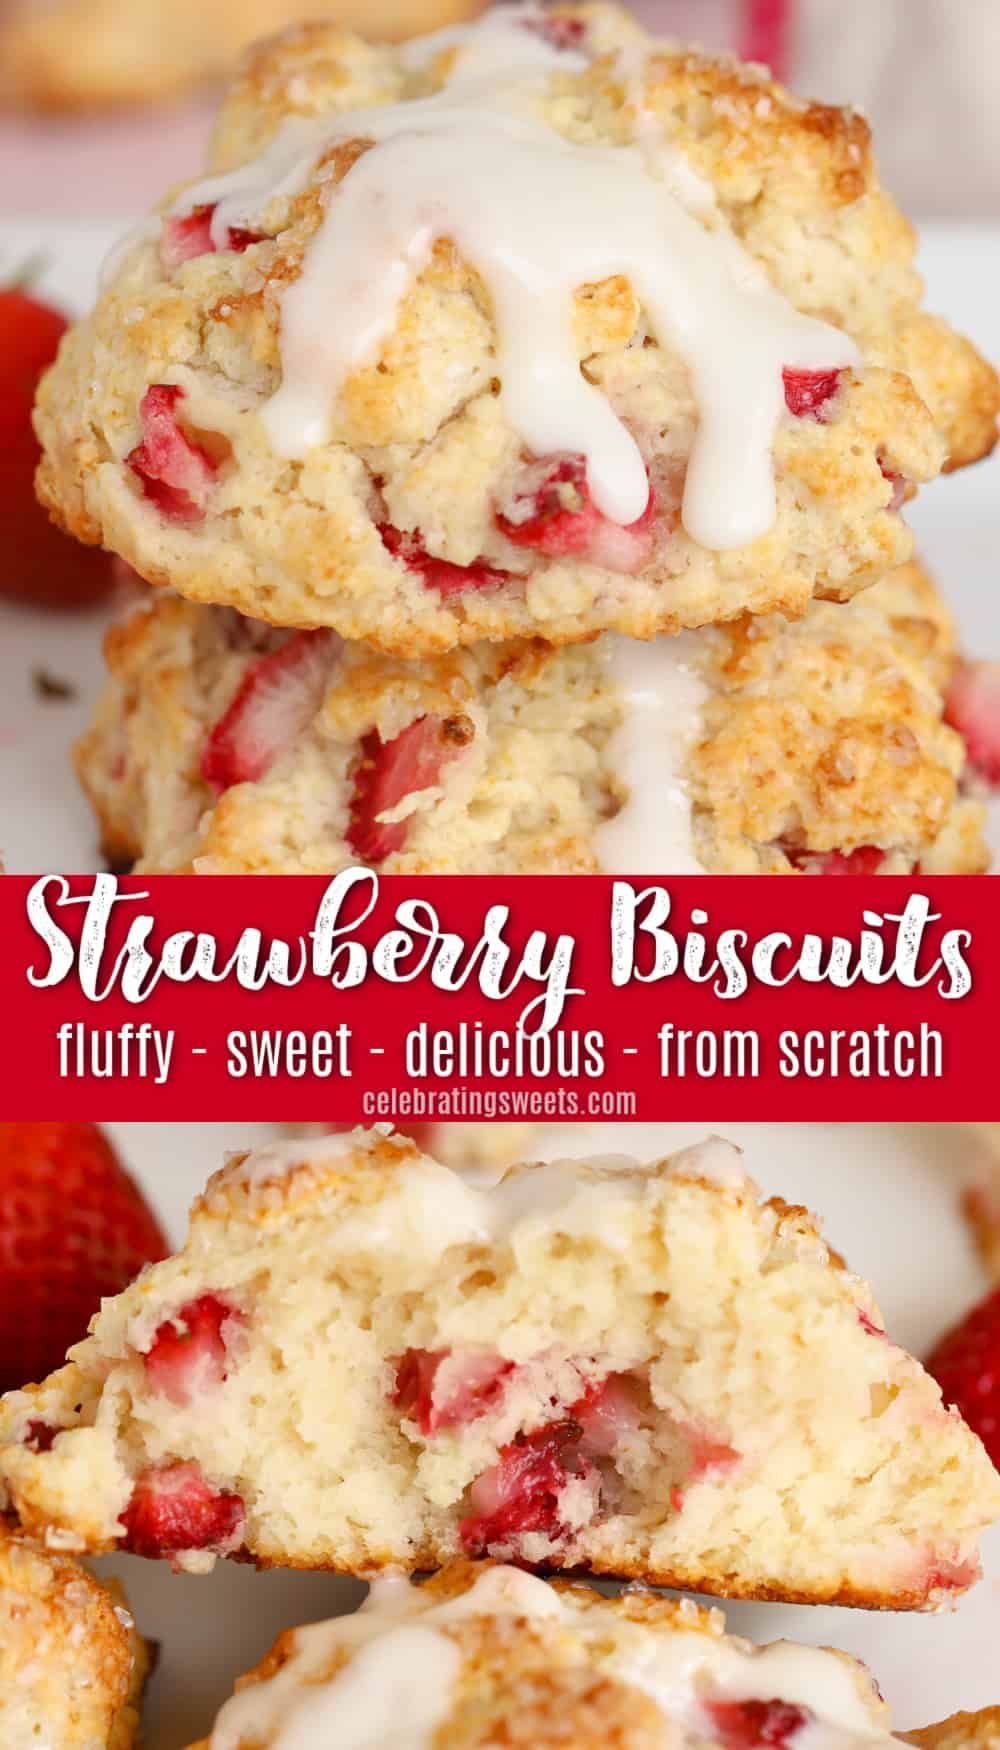 Strawberry Biscuits
fluffy - sweet - delicious - from scratch
celebratingsweets.com